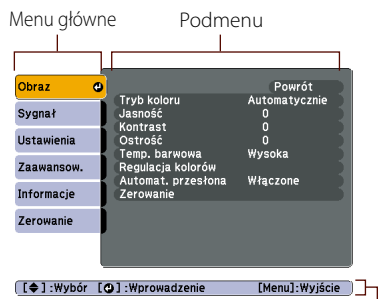 Menu główne
Podmenu
Obraz
Sygnał
Ustawienia
Zaawansow.
Informacje
Zerowanie
Powrót
Tryb koloru Automatycznie
Jasność 0
Kontrast 0
Ostrość 0
Temp. barwowa Wysoka
Regulacja kolorów
Automat. przesłona Włączone
Zerowanie
[◆] :Wybór [⏎] :Wprowadzenie [Menu]:Wyjście